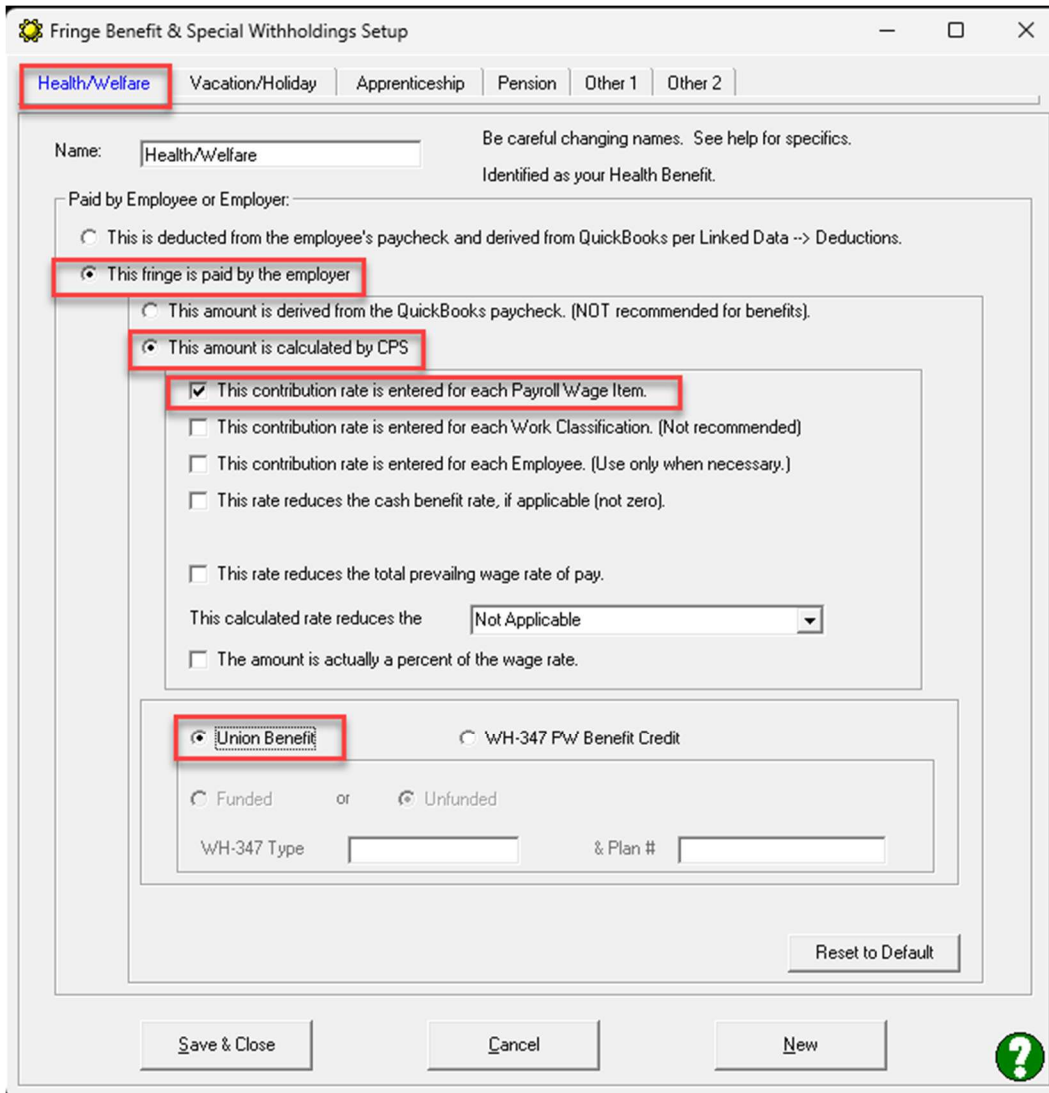 Fringe Benefit & Special Withholdings Setup
Health/Welfare Vacation/Holiday Apprenticeship Pension Other 1 Other 2
Name: Health/Welfare Be careful changing names. See help for specifics.
Identified as your Health Benefit.
Paid by Employee or Employer:
This is deducted from the employee's paycheck and derived from QuickBooks per Linked Data --> Deductions.
This fringe is paid by the employer
This amount is derived from the QuickBooks paycheck. (NOT recommended for benefits).
This amount is calculated by CPS
This contribution rate is entered for each Payroll Wage Item.
This contribution rate is entered for each Work Classification. (Not recommended)
This contribution rate is entered for each Employee. (Use only when necessary.)
This rate reduces the cash benefit rate, if applicable (not zero).
This rate reduces the total prevailng wage rate of pay.
This calculated rate reduces the Not Applicable
The amount is actually a percent of the wage rate.
Union Benefit WH-347 PW Benefit Credit
Funded or Unfunded
WH-347 Type & Plan #
Reset to Default
Save & Close Cancel New ?